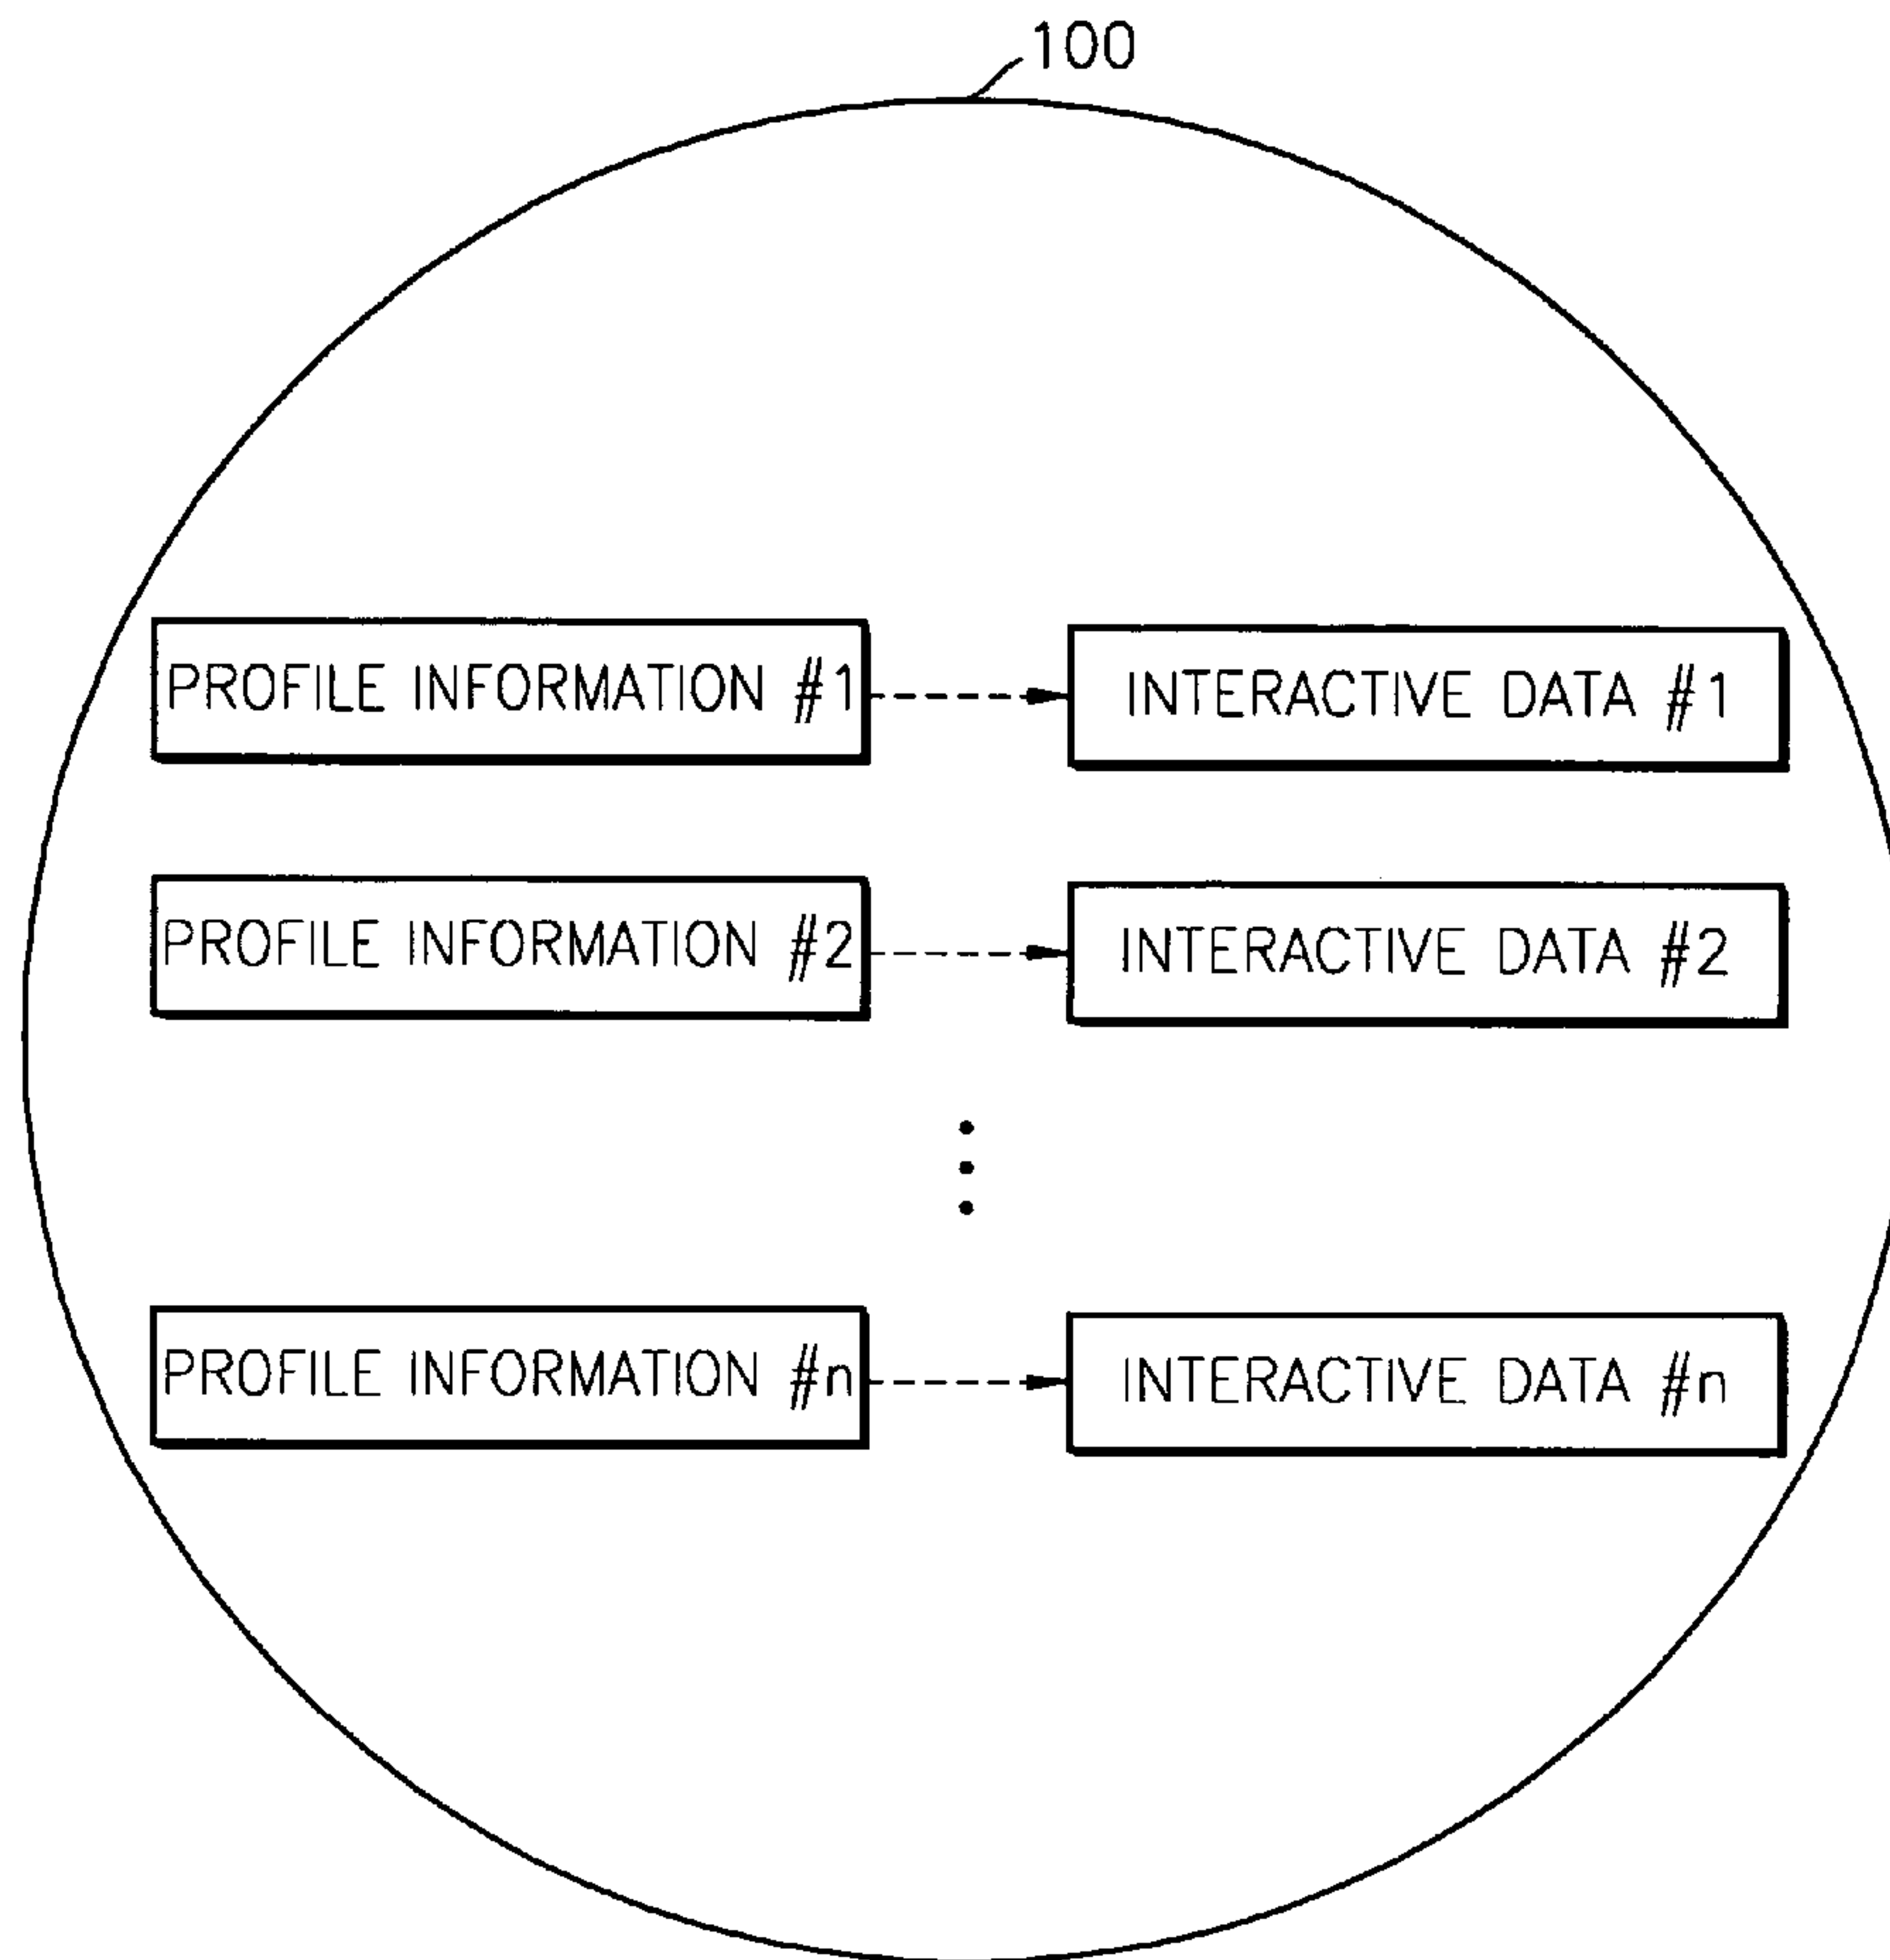 100
PROFILE INFORMATION #1
INTERACTIVE DATA #1
PROFILE INFORMATION #2
INTERACTIVE DATA #2
PROFILE INFORMATION #n
INTERACTIVE DATA #n